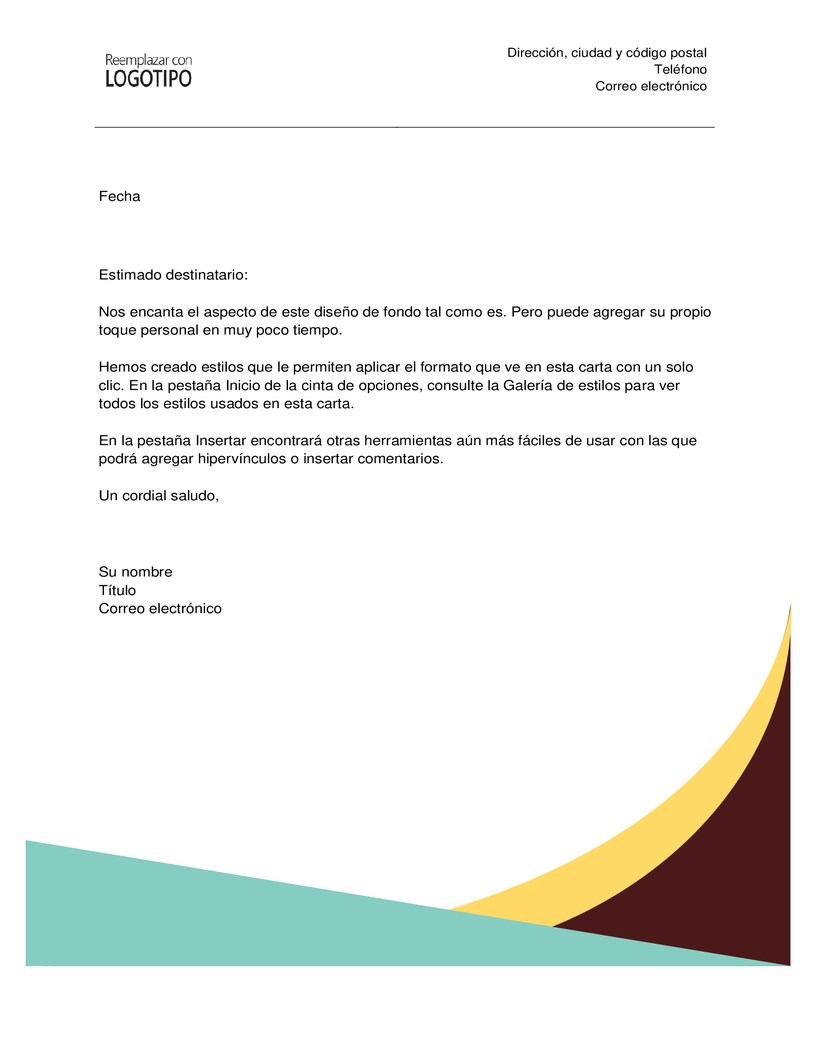 Reemplazar con
LOGOTIPO
Dirección, ciudad y código postal
Teléfono
Correo electrónico
Fecha
Estimado destinatario:
Nos encanta el aspecto de este diseño de fondo tal como es. Pero puede agregar su propio
toque personal en muy poco tiempo.
Hemos creado estilos que le permiten aplicar el formato que ve en esta carta con un solo
clic. En la pestaña Inicio de la cinta de opciones, consulte la Galería de estilos para ver
todos los estilos usados en esta carta.
En la pestaña Insertar encontrará otras herramientas aún más fáciles de usar con las que
podrá agregar hipervínculos o insertar comentarios.
Un cordial saludo,
Su nombre
Título
Correo electrónico